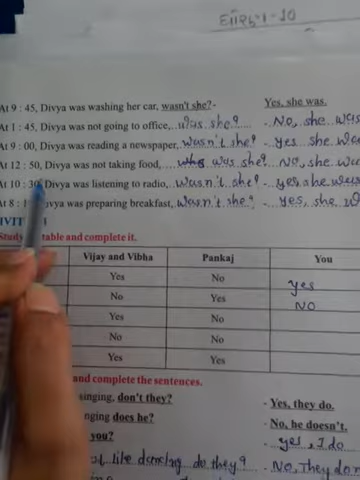 At 9 : 45, Divya was washing her car, wasn't she? - Yes, she was.
At 1 : 45, Divya was not going to office, was she? - No, she was
At 9 : 00, Divya was reading a newspaper, wasn't she? - Yes she was
At 12 : 50, Divya was not taking food, was she? No, she
At 10 : 30, Divya was listening to radio, wasn't she? - yes, she
At 8 : was preparing breakfast, wasn't she? - Yes, she
Study table and complete it.
Vijay and Vibha Pankaj You
Yes No yes
No Yes NO
Yes No
No No
Yes Yes
and complete the sentences.
singing, don't they? - Yes, they do.
does he? - No, he doesn't.
you? - yes, I do
like dancing do they? - No, They